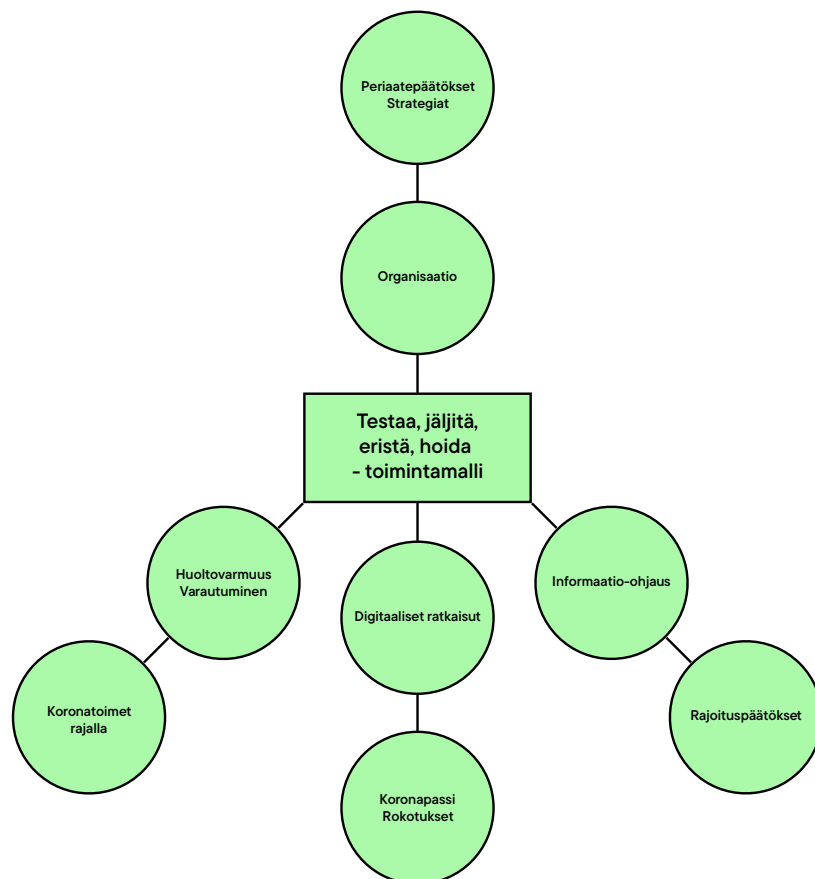 Periaatepäätökset
Strategiat
Organisaatio
Testaa, jäljitä,
eristä, hoida
- toimintamalli
Huoltovarmuus
Varautuminen
Digitaaliset ratkaisut
Informaatio-ohjaus
Koronatoimet
rajalla
Rajoituspäätökset
Koronapassi
Rokotukset